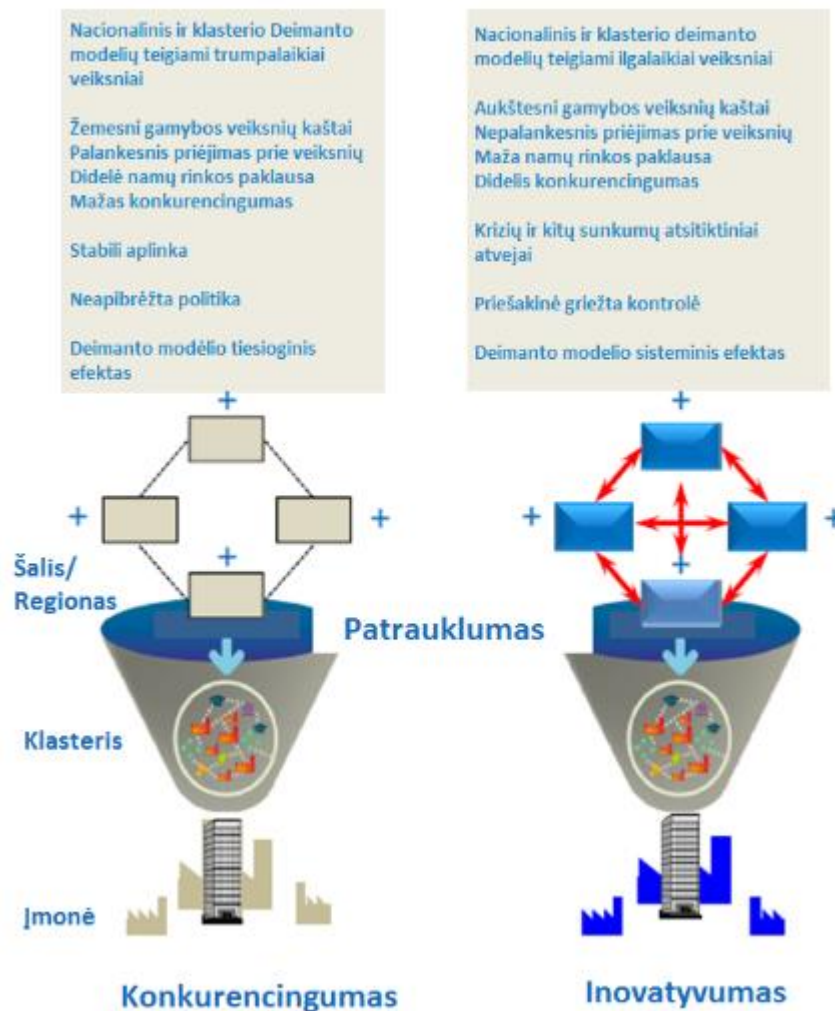 Nacionalinis ir klasterio Deimanto
modelių teigiami trumpalaikiai
veiksniai
Žemesni gamybos veiksnių kaštai
Palankesnis priėjimas prie veiksnių
Didelė namų rinkos paklausa
Mažas konkurencingumas
Stabili aplinka
Neapibrėžta politika
Deimanto modėlio tiesioginis
efektas
Nacionalinis ir klasterio deimanto
modelių teigiami ilgalaikiai veiksniai
Aukštesni gamybos veiksnių kaštai
Nepalankesnis priėjimas prie veiksnių
Maža namų rinkos paklausa
Didelis konkurencingumas
Krizių ir kitų sunkumų atsitiktiniai
atvejai
Priešakinė griežta kontrolė
Deimanto modelio sisteminis efektas
+
+
+
+
+
+
+
+
Šalis/
Regionas
Patrauklumas
Klasteris
Įmonė
Konkurencingumas
Inovatyvumas